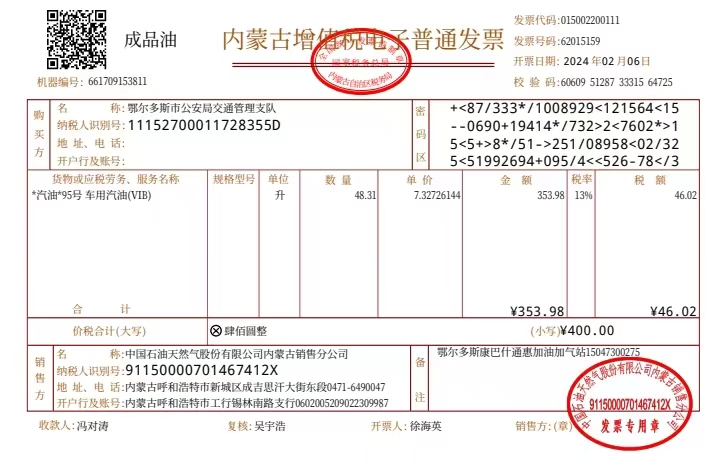 成品油
内蒙古增值税电子普通发票
发票代码:015002200111
发票号码:62015159
开票日期: 2024年02月06日
校 验 码:60609 51287 33315 64725
机器编号: 661709153811
全国统一发票监制章
国家税务总局
内蒙古自治区税务局
购买方
名 称: 鄂尔多斯市公安局交通管理支队
纳税人识别号: 11152700011728355D
地 址、电 话:
开户行及账号:
密码区
+<87/333*/1008929<121564<15
--0690+19414*/732>2<7602*>1
5<5+>8*/51->251/08958<02/32
5<51992694+095/4<<526-78</3
货物或应税劳务、服务名称 规格型号 单位 数 量 单 价 金 额 税率 税 额
*汽油*95号 车用汽油(VIB) 升 48.31 7.32726144 353.98 13% 46.02
合 计 ¥353.98 ¥46.02
价税合计(大写) ⊗肆佰圆整 (小写)¥400.00
销售方
名 称:中国石油天然气股份有限公司内蒙古销售分公司
纳税人识别号:91150000701467412X
地 址、电 话:内蒙古呼和浩特市新城区成吉思汗大街东段0471-6490047
开户行及账号:内蒙古呼和浩特市工行锡林南路支行0602005209022309987
备注
鄂尔多斯康巴什通惠加油加气站15047300275
中国石油天然气股份有限公司内蒙古销售分公司
91150000701467412X
发票专用章
收款人: 冯对涛 复核: 吴宇浩 开票人: 徐海英 销售方: (章)